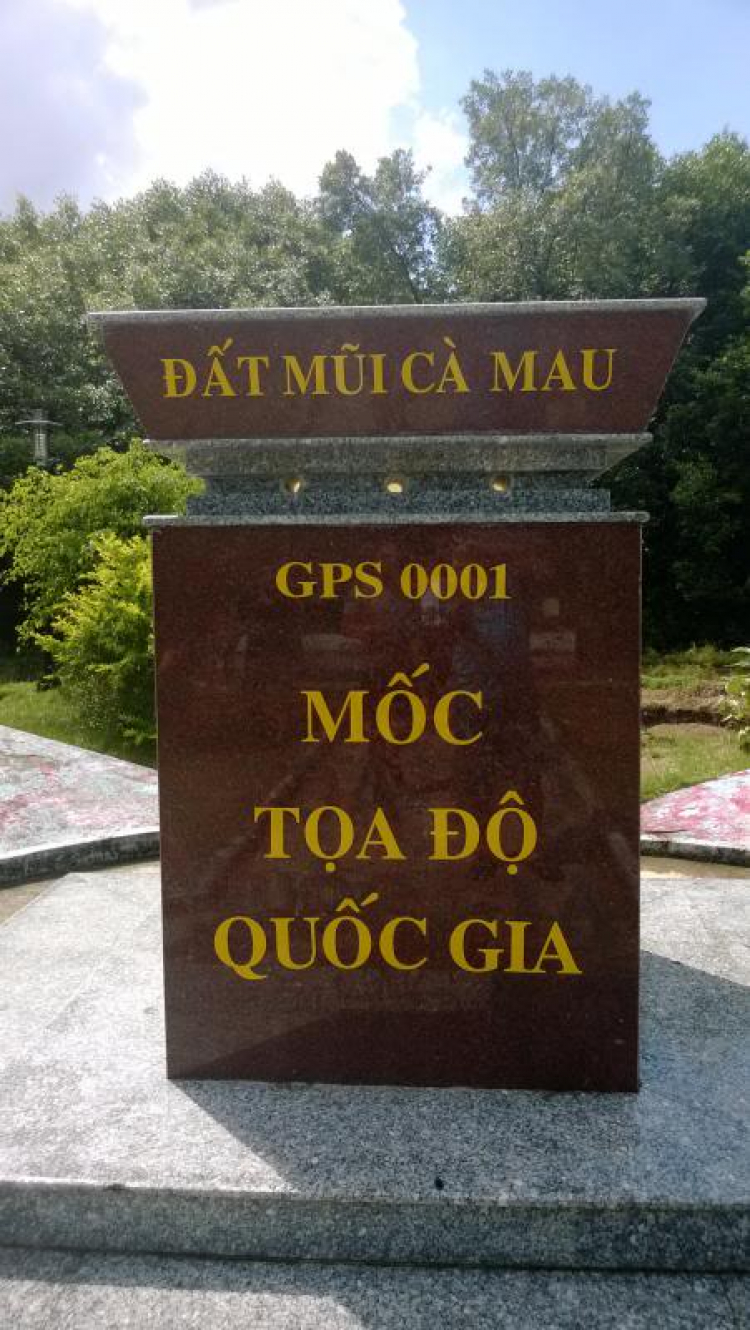 ĐẤT MŨI CÀ MAU
GPS 0001
MỐC
TỌA ĐỘ
QUỐC GIA